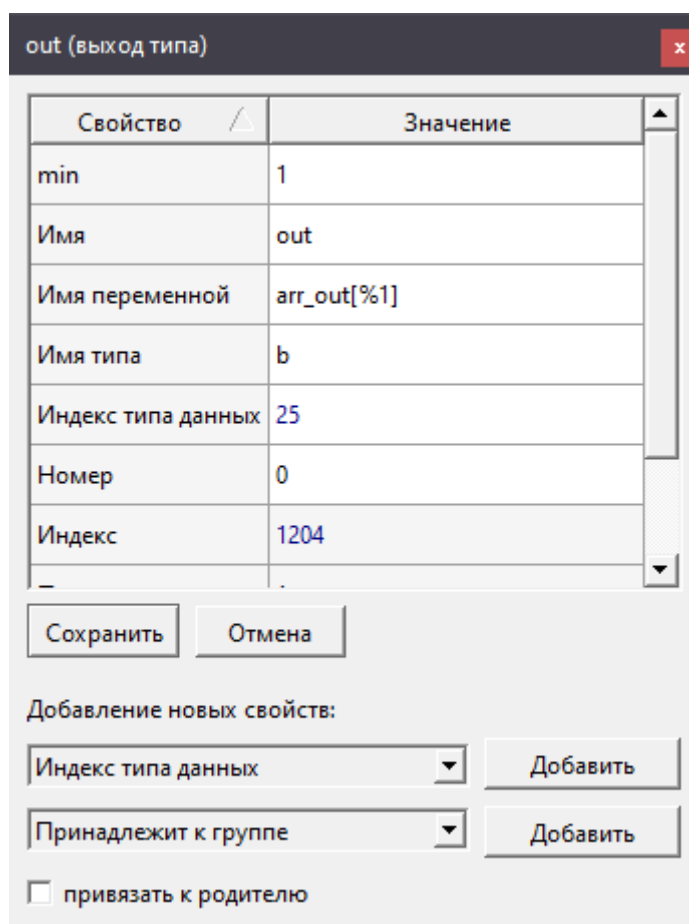 out (выход типа) x
Свойство Значение
min 1
Имя out
Имя переменной arr_out[%1]
Имя типа b
Индекс типа данных 25
Номер 0
Индекс 1204
Сохранить Отмена
Добавление новых свойств:
Индекс типа данных Добавить
Принадлежит к группе Добавить
привязать к родителю